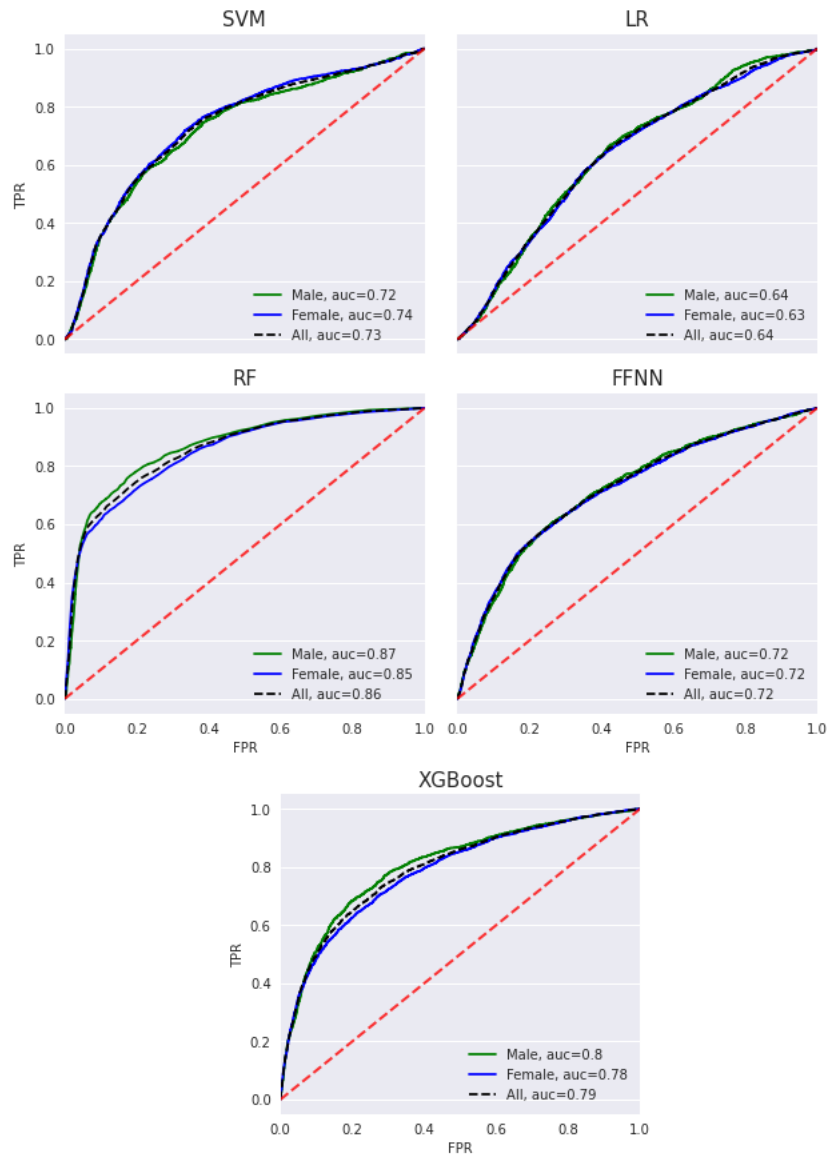 SVM
LR
1.0
0.8
0.6
0.4
0.2
0.0
TPR
Male, auc=0.72
Female, auc=0.74
All, auc=0.73
Male, auc=0.64
Female, auc=0.63
All, auc=0.64
RF
FFNN
1.0
0.8
0.6
0.4
0.2
0.0
TPR
Male, auc=0.87
Female, auc=0.85
All, auc=0.86
Male, auc=0.72
Female, auc=0.72
All, auc=0.72
0.0 0.2 0.4 0.6 0.8 1.0
FPR
0.0 0.2 0.4 0.6 0.8 1.0
FPR
XGBoost
1.0
0.8
0.6
0.4
0.2
0.0
TPR
Male, auc=0.8
Female, auc=0.78
All, auc=0.79
0.0 0.2 0.4 0.6 0.8 1.0
FPR